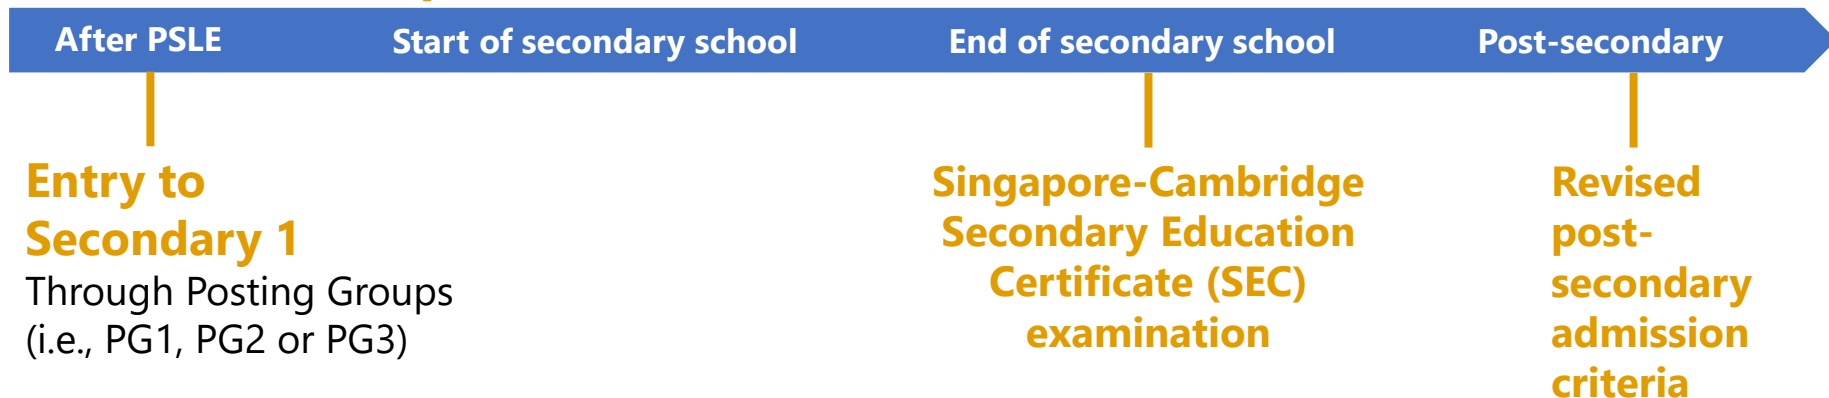 After PSLE
Start of secondary school
End of secondary school
Post-secondary
Entry to
Secondary 1
Through Posting Groups
(i.e., PG1, PG2 or PG3)
Singapore-Cambridge
Secondary Education
Certificate (SEC)
examination
Revised
post-
secondary
admission
criteria